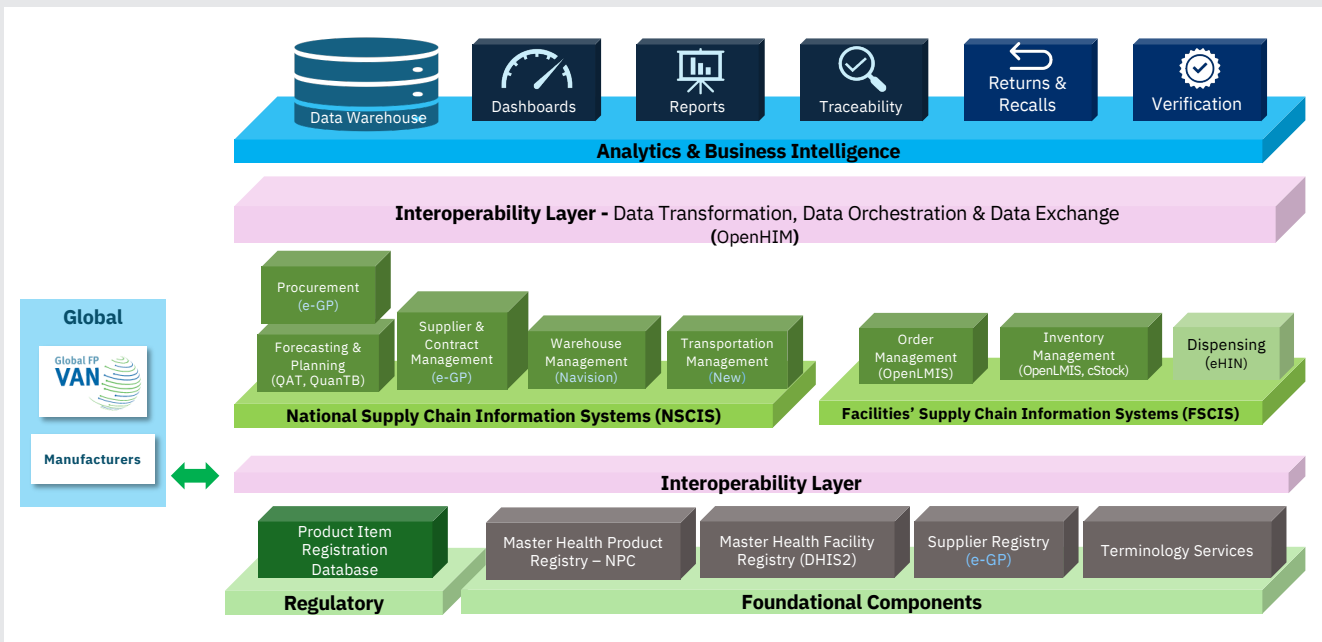 Data Warehouse
Dashboards
Reports
Traceability
Returns &
Recalls
Verification
Analytics & Business Intelligence
Interoperability Layer - Data Transformation, Data Orchestration & Data Exchange
(OpenHIM)
Global
Global FP
VAN
Manufacturers
Procurement
(e-GP)
Forecasting &
Planning
(QAT, QuanTB)
Supplier &
Contract
Management
(e-GP)
Warehouse
Management
(Navision)
Transportation
Management
(New)
National Supply Chain Information Systems (NSCIS)
Order
Management
(OpenLMIS)
Inventory
Management
(OpenLMIS, cStock)
Dispensing
(eHIN)
Facilities’ Supply Chain Information Systems (FSCIS)
Interoperability Layer
Product Item
Registration
Database
Regulatory
Master Health Product
Registry – NPC
Master Health Facility
Registry (DHIS2)
Supplier Registry
(e-GP)
Terminology Services
Foundational Components